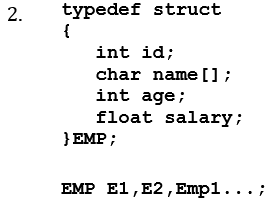 2. typedef struct
{
int id;
char name[];
int age;
float salary;
}EMP;
EMP E1,E2,Emp1...;